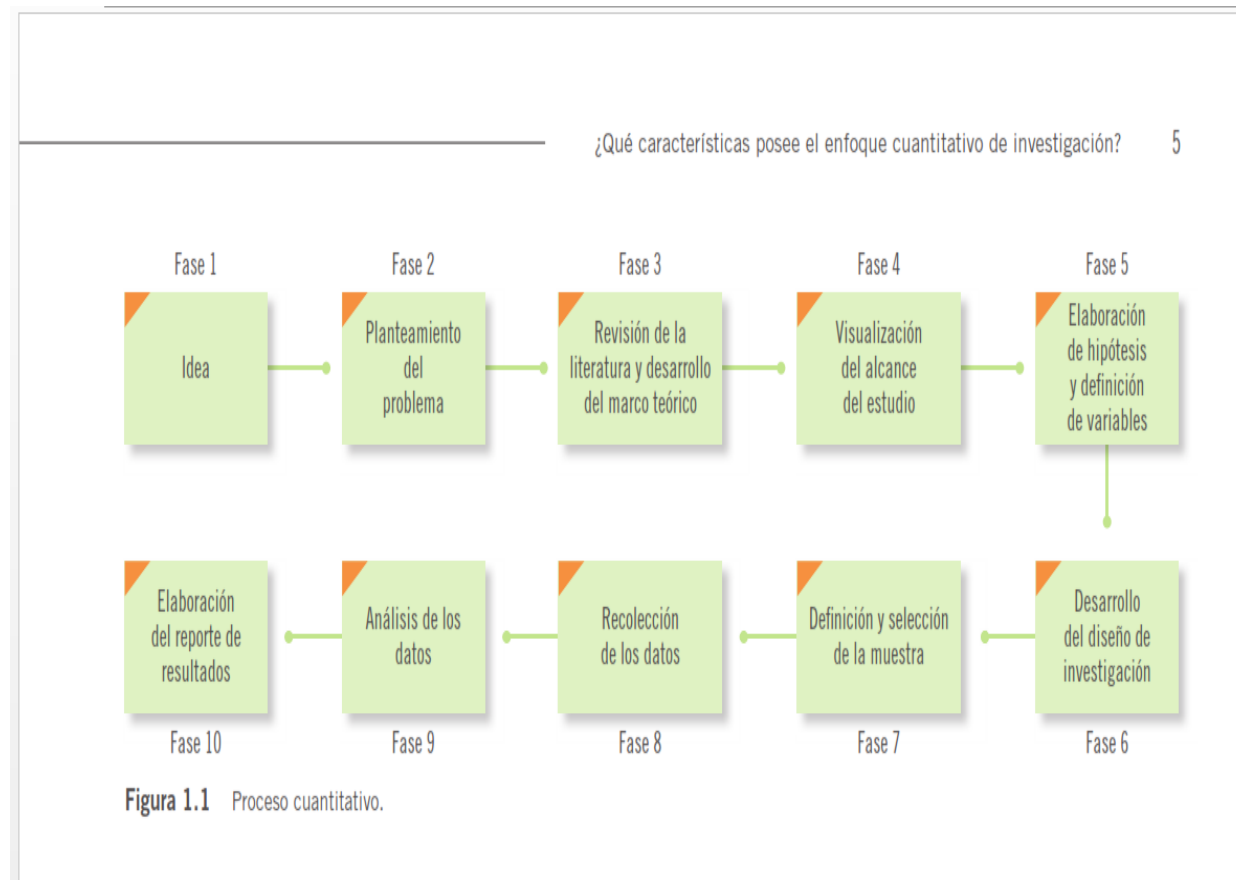 ¿Qué características posee el enfoque cuantitativo de investigación? 5
Fase 1
Idea
Fase 2
Planteamiento
del
problema
Fase 3
Revisión de la
literatura y desarrollo
del marco teórico
Fase 4
Visualización
del alcance
del estudio
Fase 5
Elaboración
de hipótesis
y definición
de variables
Desarrollo
del diseño de
investigación
Fase 6
Definición y selección
de la muestra
Fase 7
Recolección
de los datos
Fase 8
Análisis de los
datos
Fase 9
Elaboración
del reporte de
resultados
Fase 10
Figura 1.1 Proceso cuantitativo.